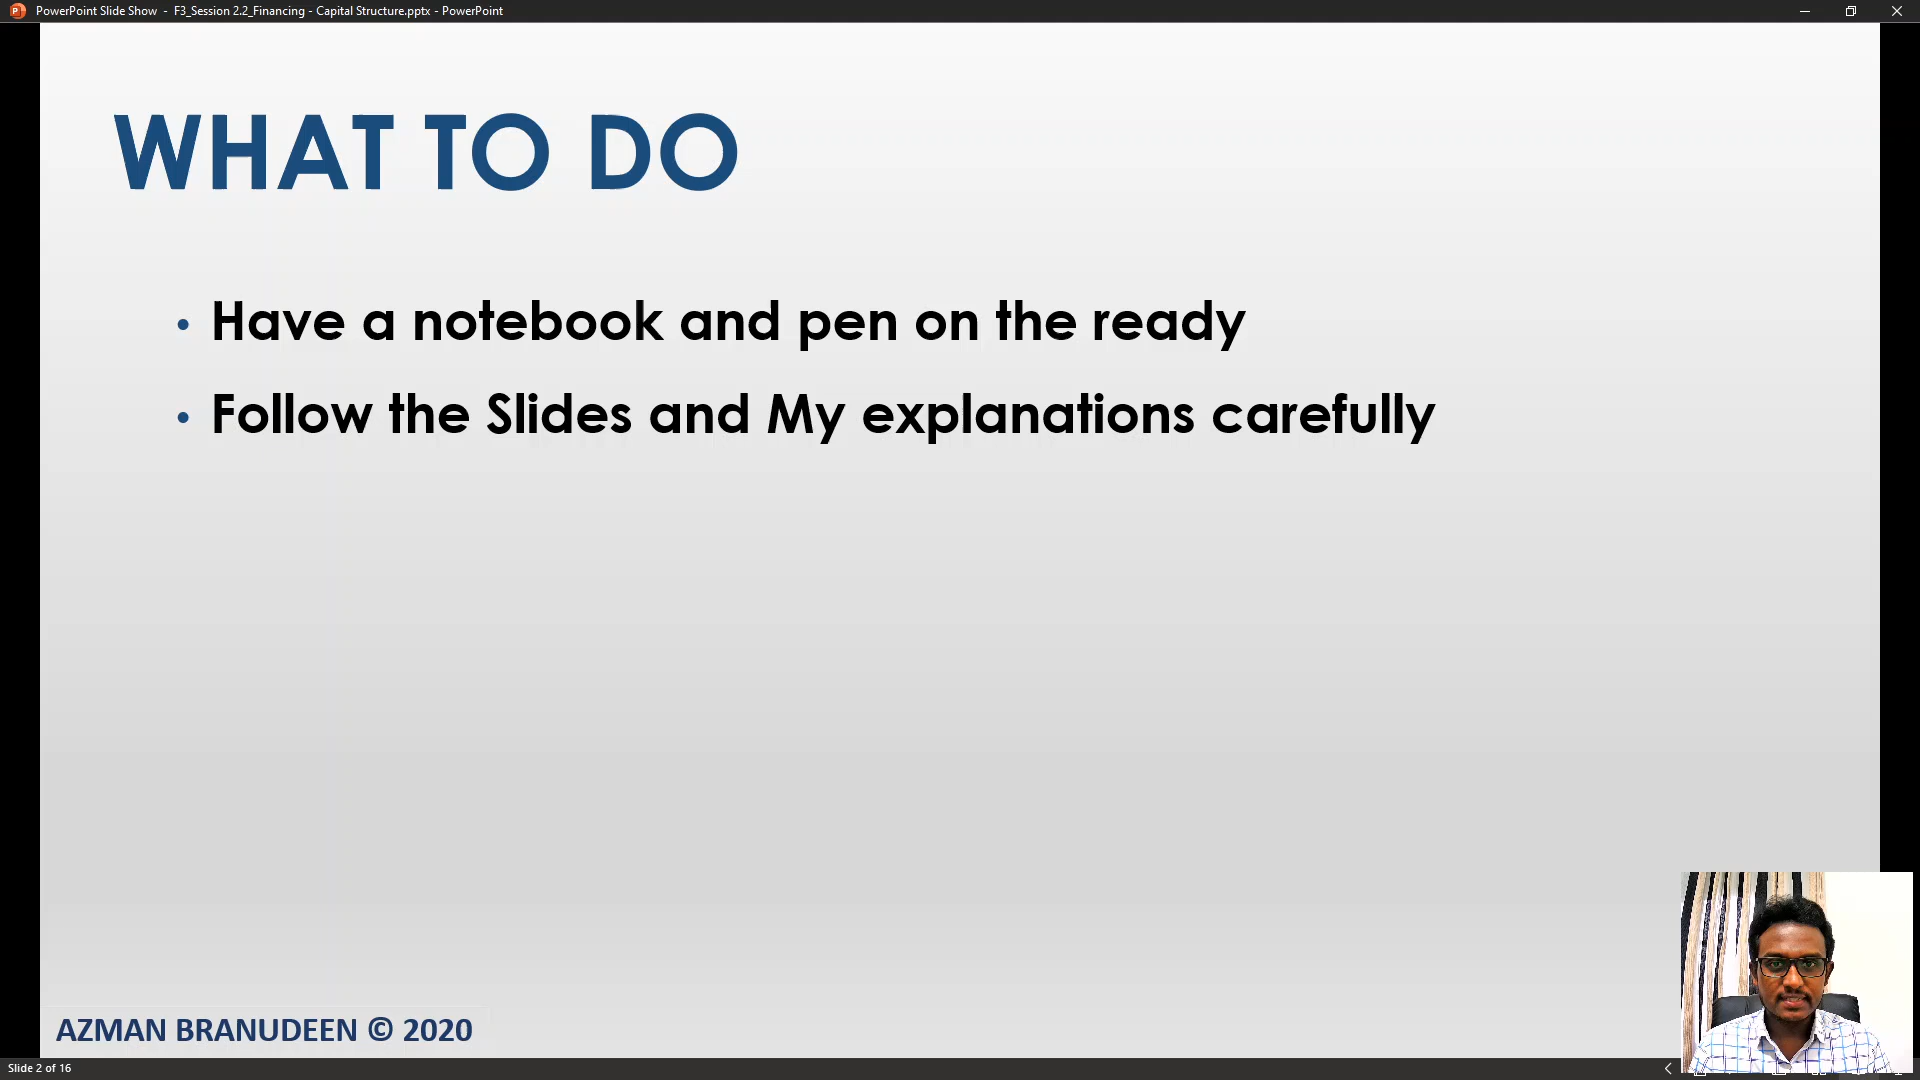 PowerPoint Slide Show - F3_Session 2.2_Financing - Capital Structure.pptx - PowerPoint
WHAT TO DO
• Have a notebook and pen on the ready
• Follow the Slides and My explanations carefully
AZMAN BRANUDEEN © 2020
Slide 2 of 16